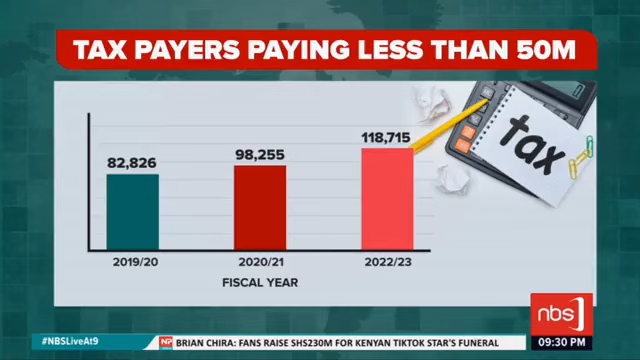 TAX PAYERS PAYING LESS THAN 50M
118,715
98,255
82,826
tax
2019/20
2020/21
2022/23
FISCAL YEAR
nbs
#NBSLiveAt9
NP
BRIAN CHIRA: FANS RAISE SHS230M FOR KENYAN TIKTOK STAR'S FUNERAL
09:30 PM